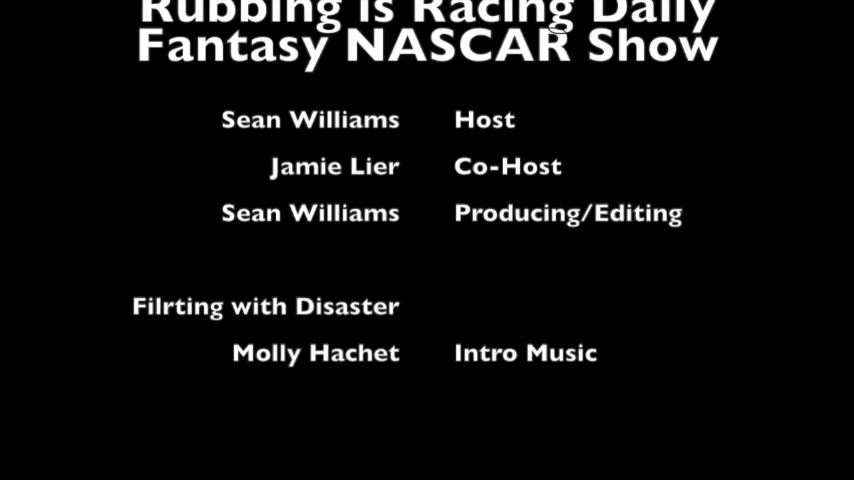 Rubbing is Racing Daily
Fantasy NASCAR Show
Sean Williams Host
Jamie Lier Co-Host
Sean Williams Producing/Editing
Filrting with Disaster
Molly Hachet Intro Music